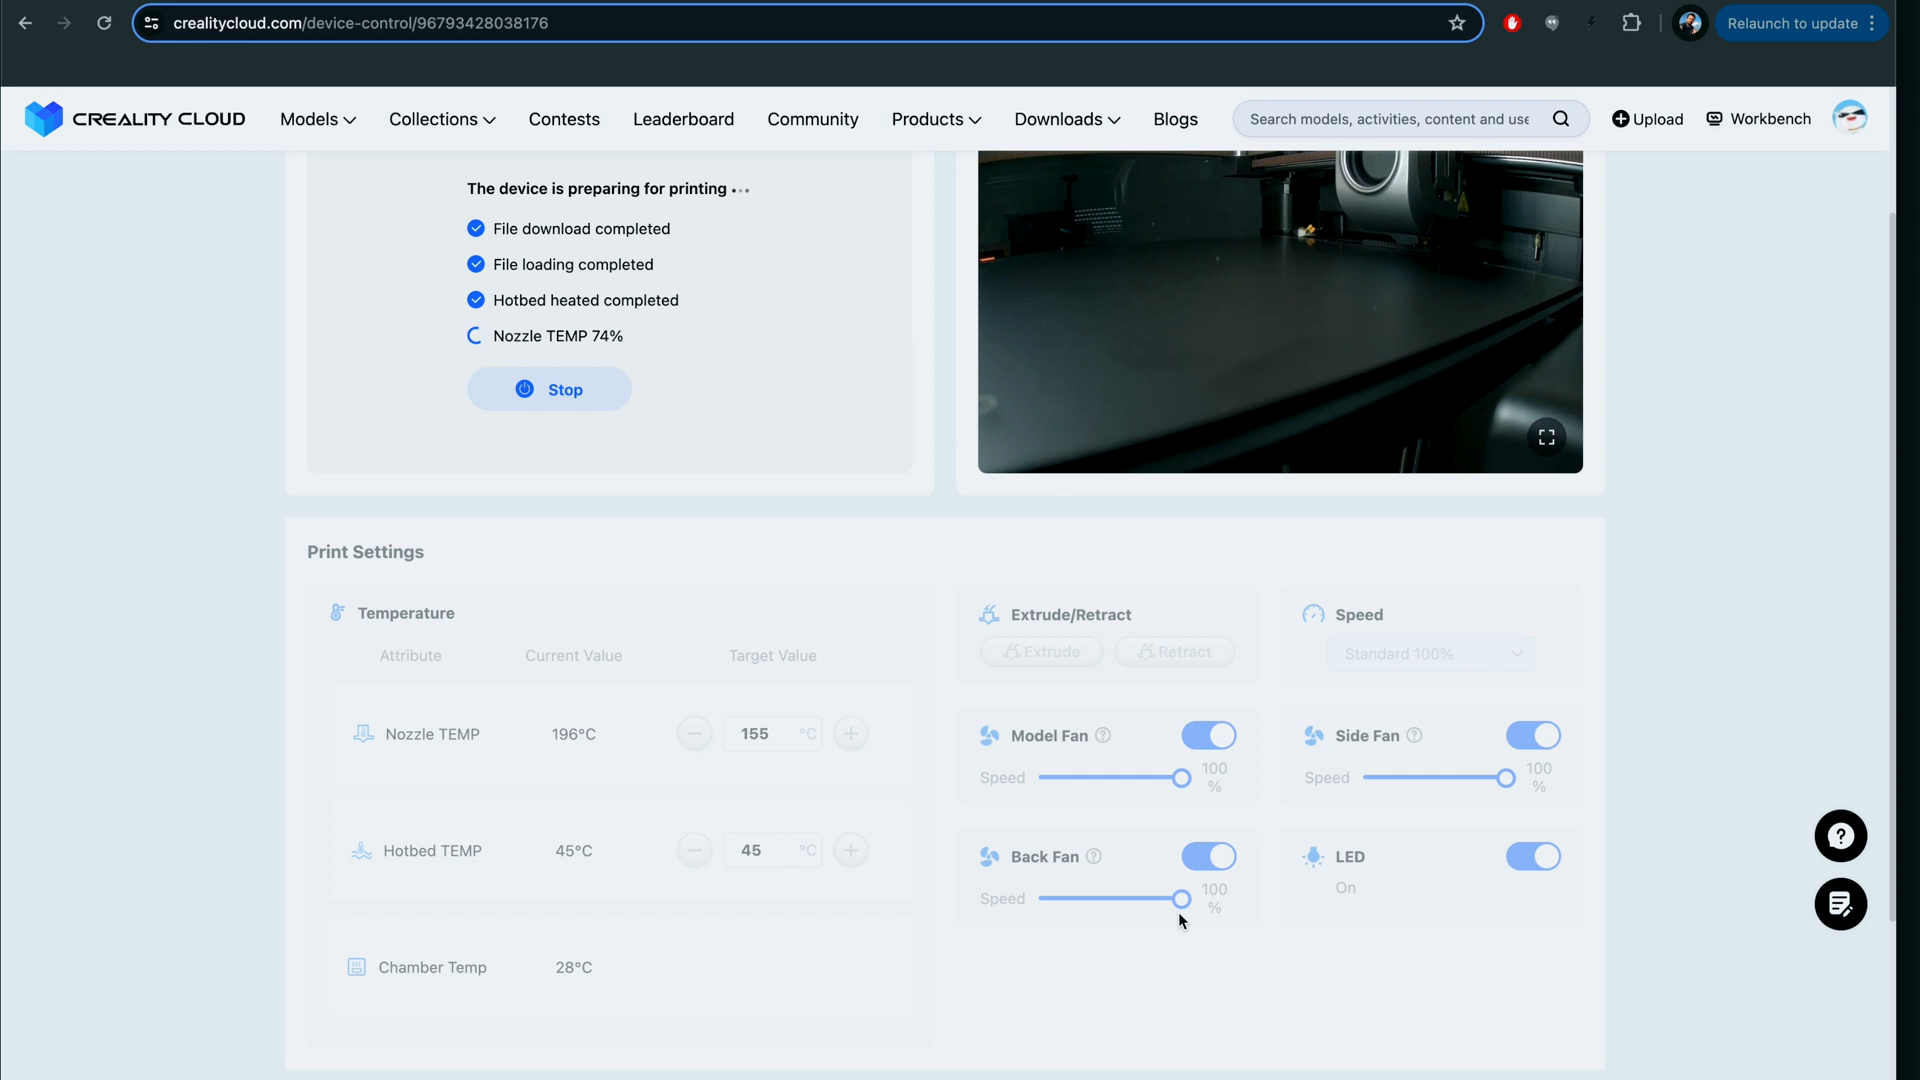 crealitycloud.com/device-control/96793428038176
Relaunch to update
CREALITY CLOUD
Models
Collections
Contests
Leaderboard
Community
Products
Downloads
Blogs
Search models, activities, content and use
Upload
Workbench
The device is preparing for printing
File download completed
File loading completed
Hotbed heated completed
Nozzle TEMP 74%
Stop
Print Settings
Temperature
Attribute
Current Value
Target Value
Nozzle TEMP
196°C
155 °C
Hotbed TEMP
45°C
45 °C
Chamber Temp
28°C
Extrude/Retract
Extrude
Retract
Speed
Standard 100%
Model Fan
Speed
100
%
Side Fan
Speed
100
%
Back Fan
Speed
100
%
LED
On